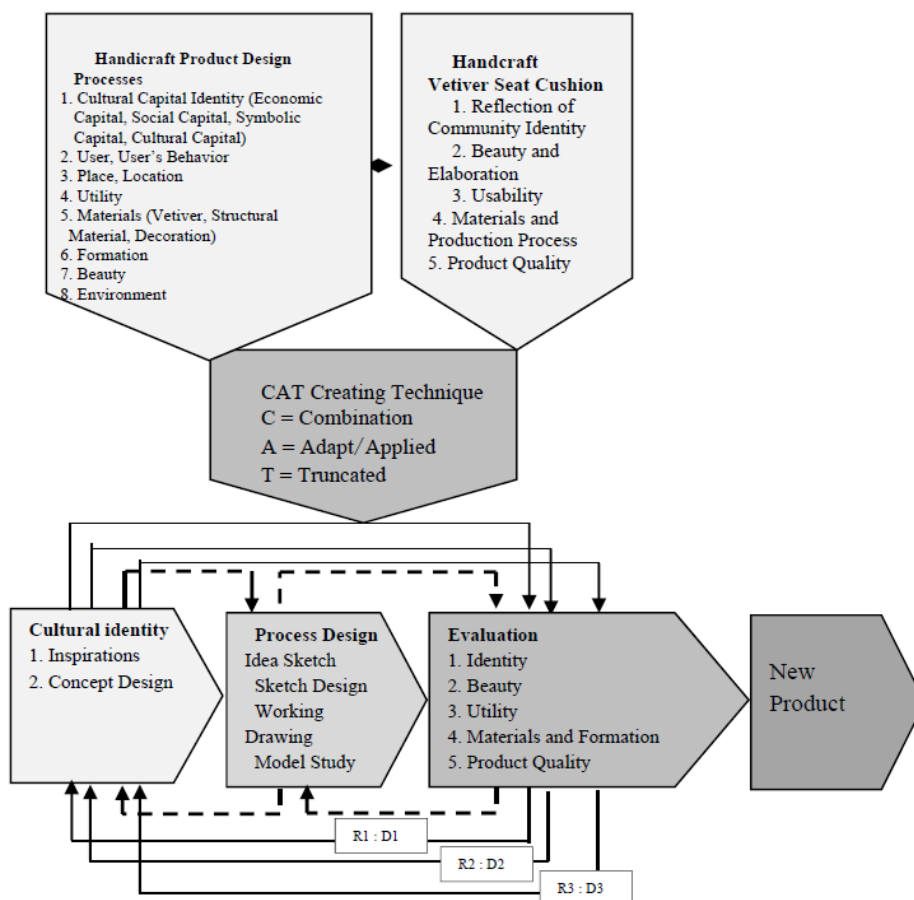 Handicraft Product Design
Processes
1. Cultural Capital Identity (Economic
Capital, Social Capital, Symbolic
Capital, Cultural Capital)
2. User, User's Behavior
3. Place, Location
4. Utility
5. Materials (Vetiver, Structural
Material, Decoration)
6. Formation
7. Beauty
8. Environment
Handcraft
Vetiver Seat Cushion
1. Reflection of
Community Identity
2. Beauty and
Elaboration
3. Usability
4. Materials and
Production Process
5. Product Quality
CAT Creating Technique
C = Combination
A = Adapt/Applied
T = Truncated
Cultural identity
1. Inspirations
2. Concept Design
Process Design
Idea Sketch
Sketch Design
Working
Drawing
Model Study
Evaluation
1. Identity
2. Beauty
3. Utility
4. Materials and Formation
5. Product Quality
New
Product
R1 : D1
R2 : D2
R3 : D3